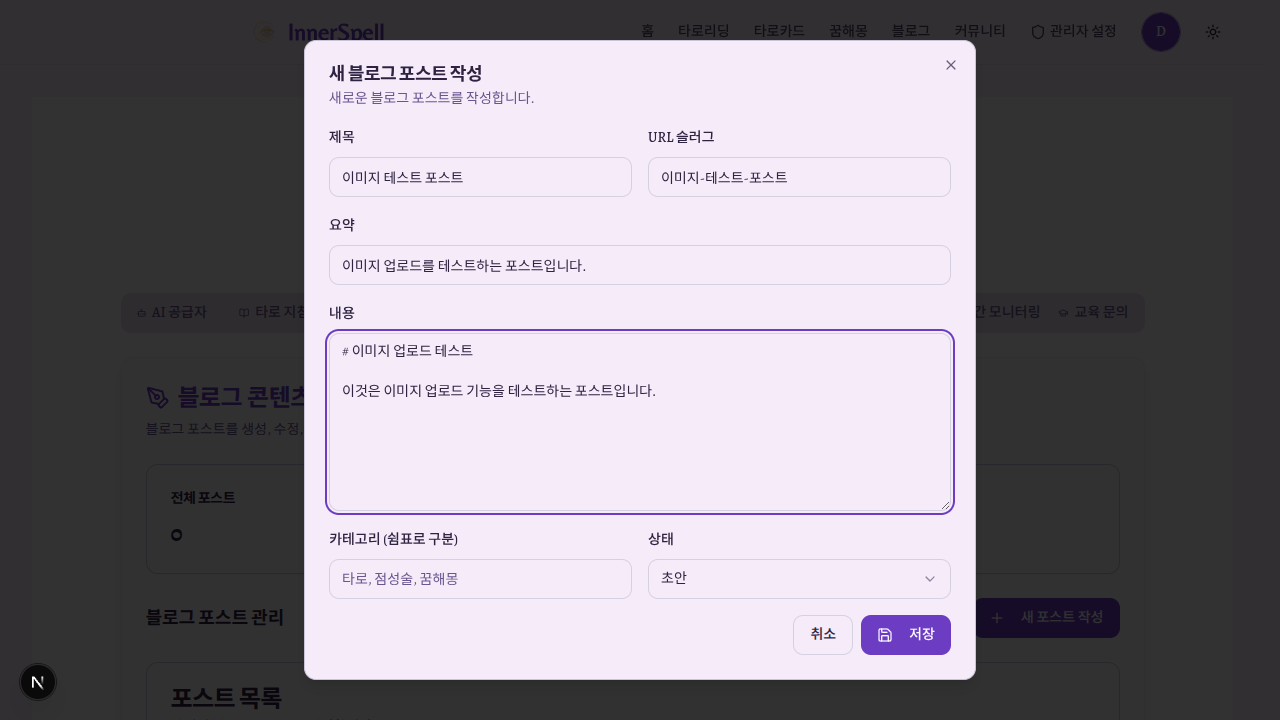 InnerSpell
홈 타로리딩 타로카드 꿈해몽 블로그 커뮤니티 관리자 설정 D
새 블로그 포스트 작성
새로운 블로그 포스트를 작성합니다.
제목
URL 슬러그
이미지 테스트 포스트
이미지-테스트-포스트
요약
이미지 업로드를 테스트하는 포스트입니다.
내용
# 이미지 업로드 테스트
이것은 이미지 업로드 기능을 테스트하는 포스트입니다.
카테고리 (쉼표로 구분)
상태
타로, 점성술, 꿈해몽
초안
취소
저장
AI 공급자
타로 지침
모니터링
교육 문의
블로그 콘텐츠
블로그 포스트를 생성, 수정,
전체 포스트
0
블로그 포스트 관리
새 포스트 작성
포스트 목록
N